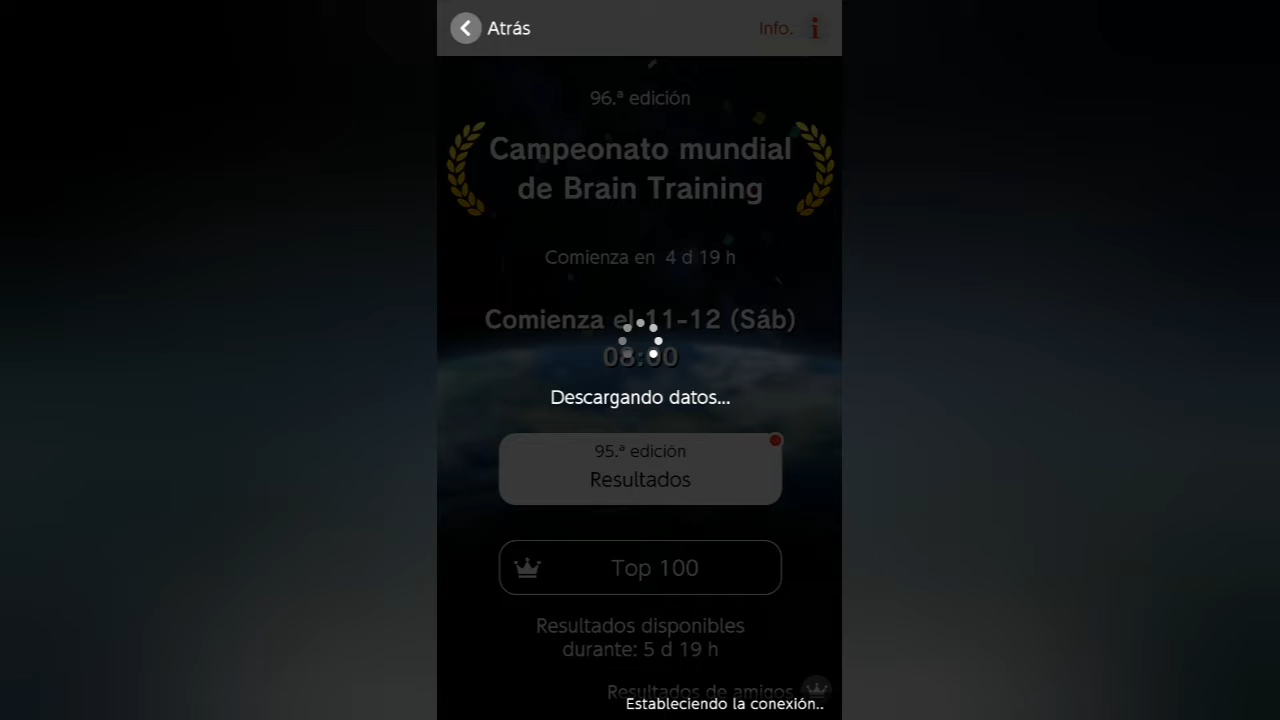 Atrás
Info.
96.ª edición
Campeonato mundial
de Brain Training
Comienza en 4 d 19 h
Comienza el 11-12 (Sáb)
08:00
Descargando datos...
95.ª edición
Resultados
Top 100
Resultados disponibles
durante: 5 d 19 h
Resultados de amigos
Estableciendo la conexión..